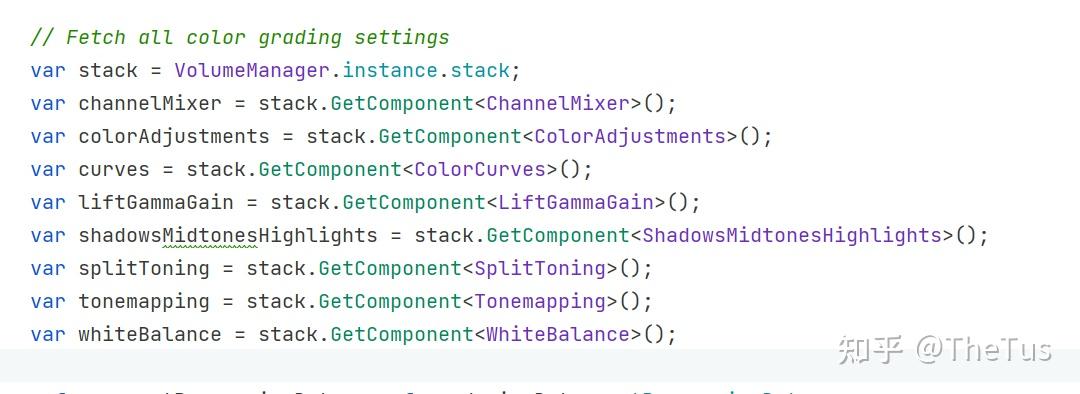 // Fetch all color grading settings
var stack = VolumeManager.instance.stack;
var channelMixer = stack.GetComponent<ChannelMixer>();
var colorAdjustments = stack.GetComponent<ColorAdjustments>();
var curves = stack.GetComponent<ColorCurves>();
var liftGammaGain = stack.GetComponent<LiftGammaGain>();
var shadowsMidtonesHighlights = stack.GetComponent<ShadowsMidtonesHighlights>();
var splitToning = stack.GetComponent<SplitToning>();
var tonemapping = stack.GetComponent<Tonemapping>();
var whiteBalance = stack.GetComponent<WhiteBalance>();
知乎 @TheTus